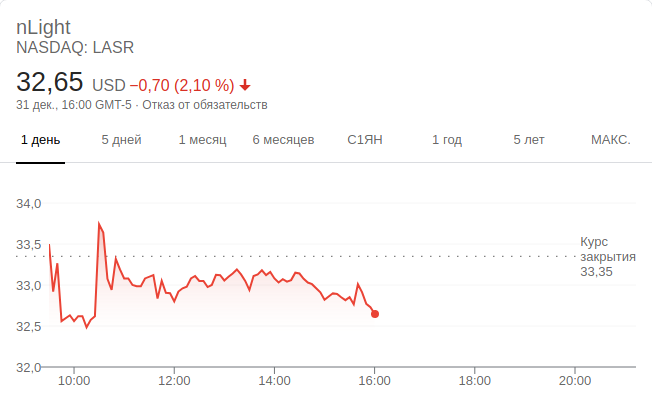 nLight
NASDAQ: LASR
32,65 USD −0,70 (2,10 %)
31 дек., 16:00 GMT-5 · Отказ от обязательств
1 день 5 дней 1 месяц 6 месяцев С1ЯН 1 год 5 лет МАКС.
34,0
33,5
33,0
32,5
32,0
Курс
закрытия
33,35
10:00 12:00 14:00 16:00 18:00 20:00